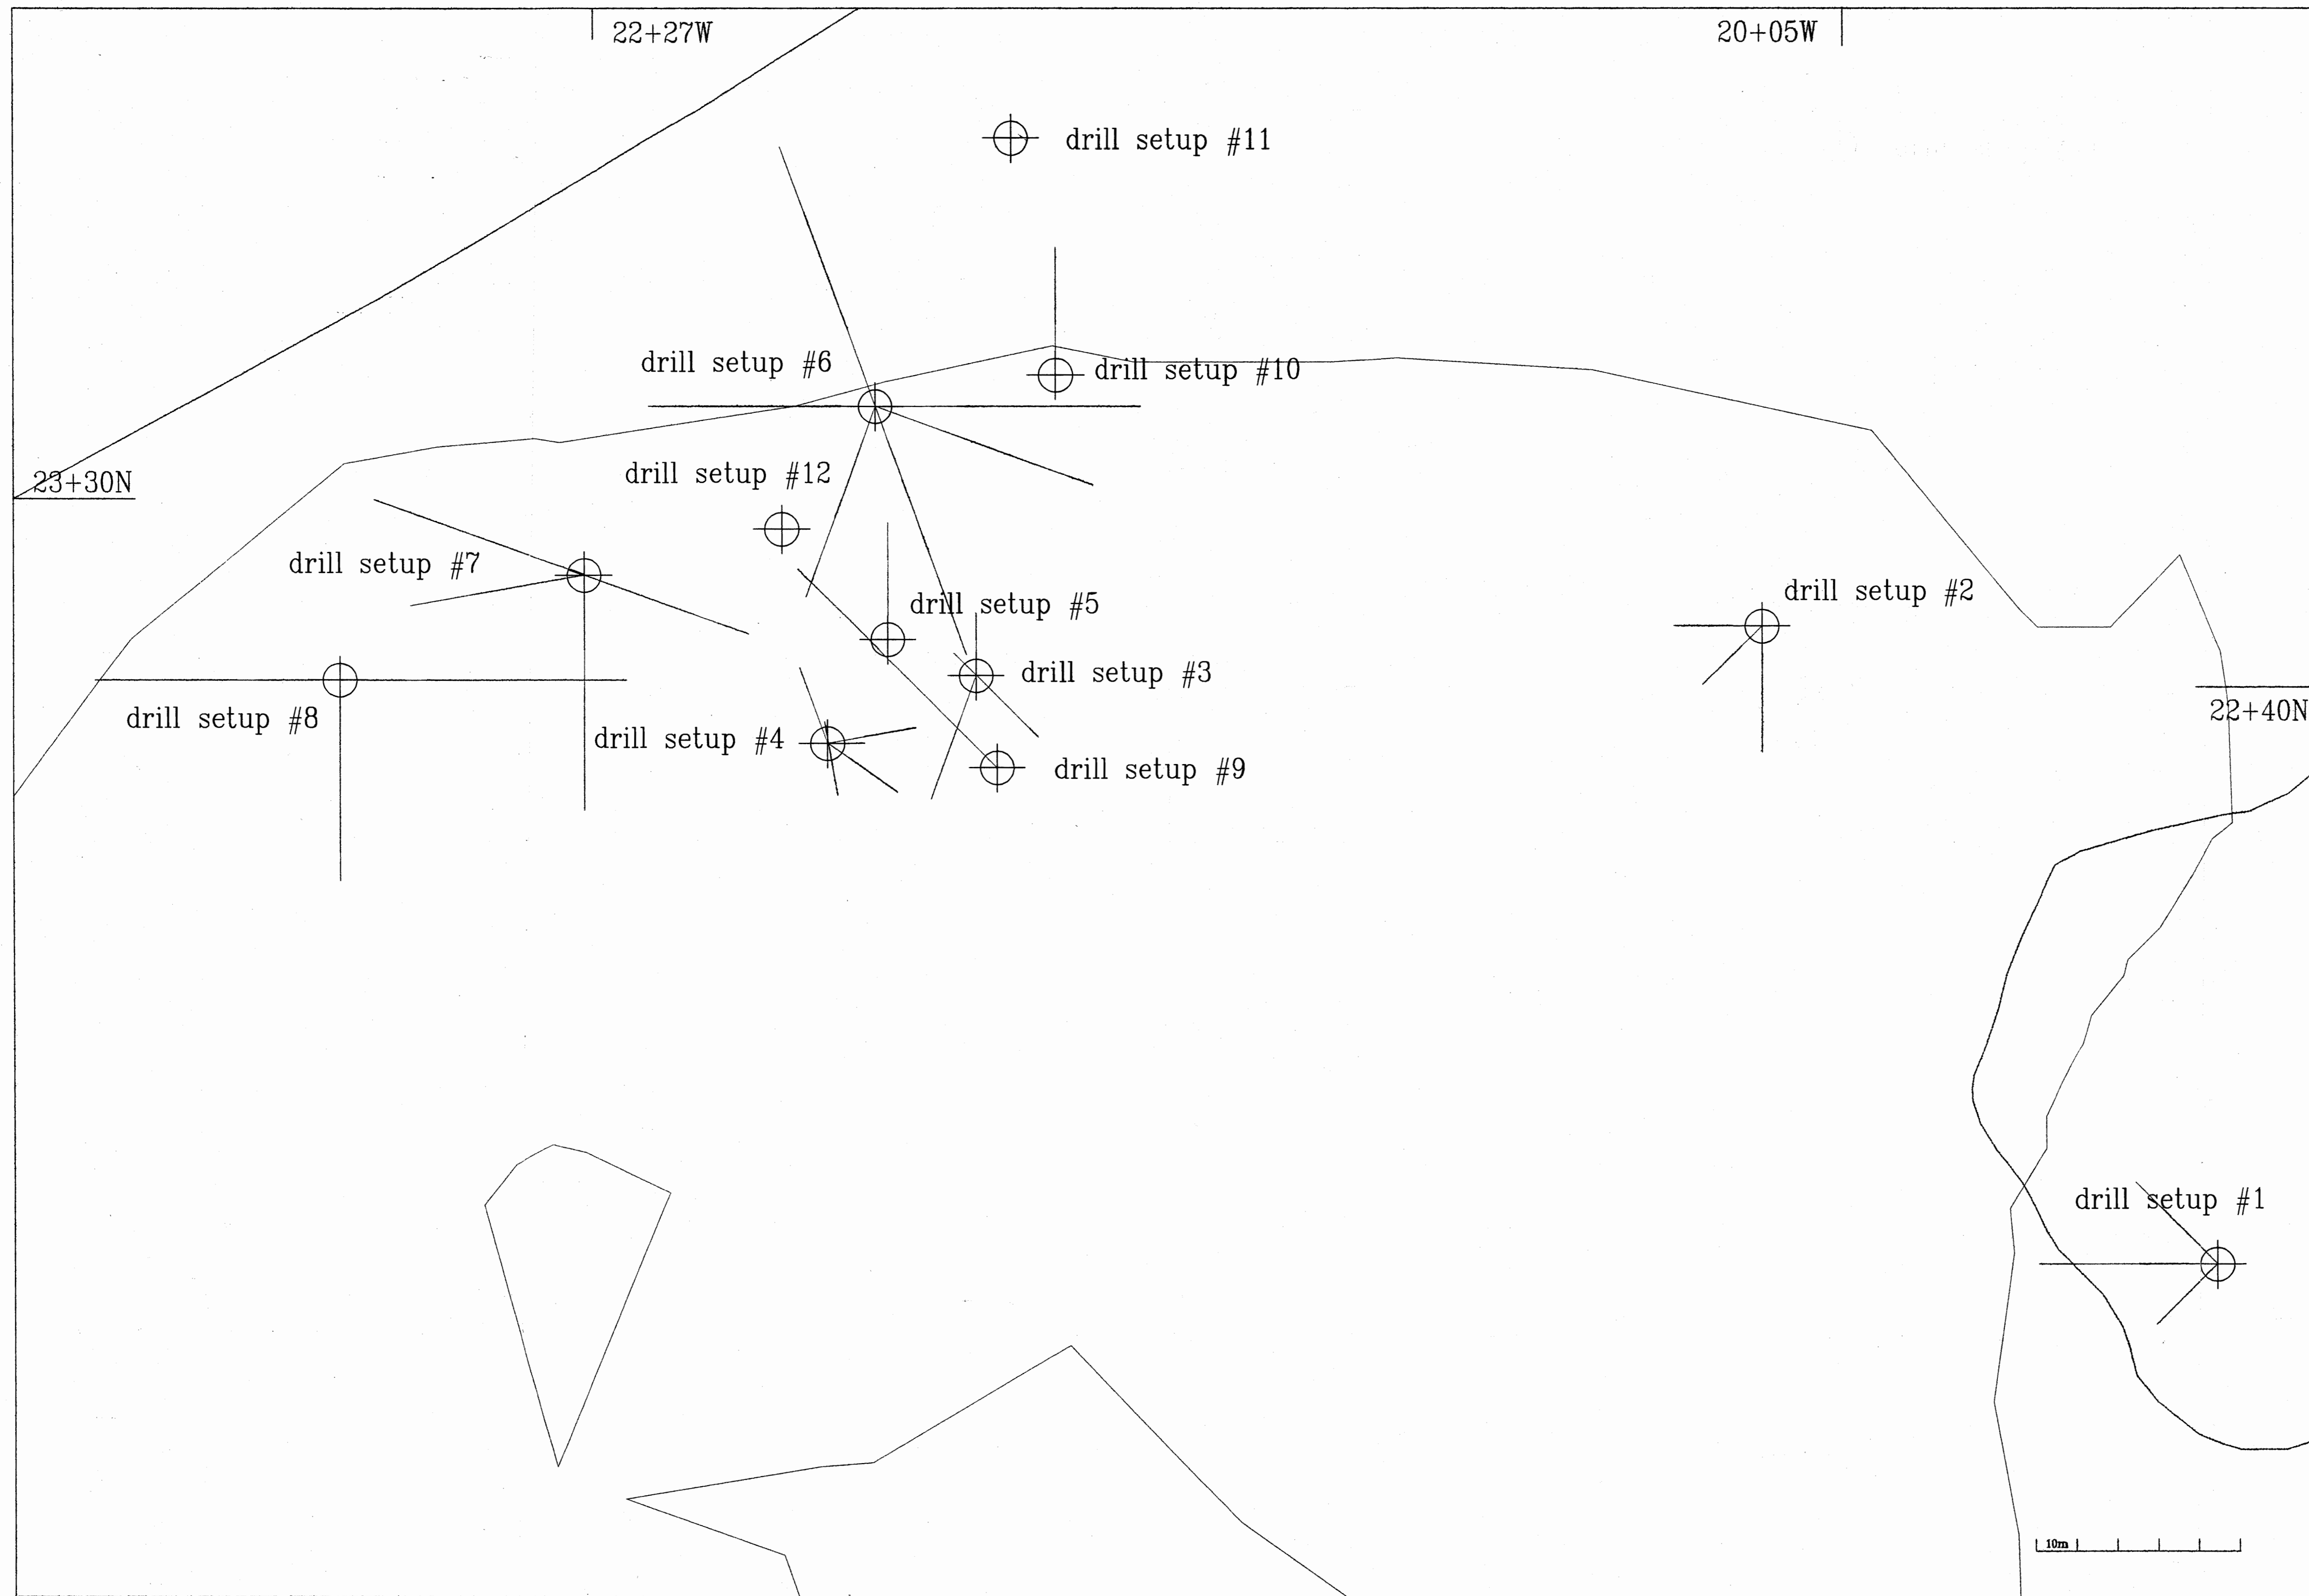 22+27W
20+05W
drill setup #11
drill setup #6
drill setup #10
23+30N
drill setup #12
drill setup #7
drill setup #5
drill setup #2
drill setup #3
drill setup #8
22+40N
drill setup #4
drill setup #9
drill setup #1
10m